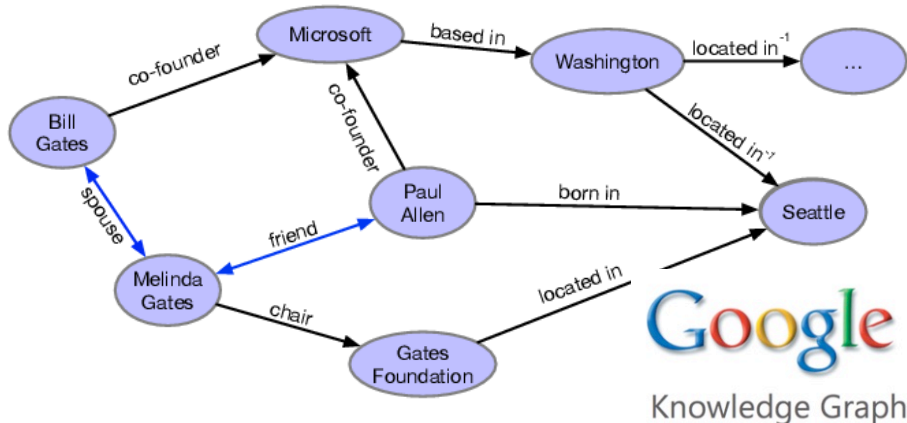 Microsoft
based in
Washington
located in-1
...
co-founder
Bill
Gates
co-founder
located in-1
spouse
Paul
Allen
born in
Seattle
friend
Melinda
Gates
chair
located in
Gates
Foundation
Google
Knowledge Graph